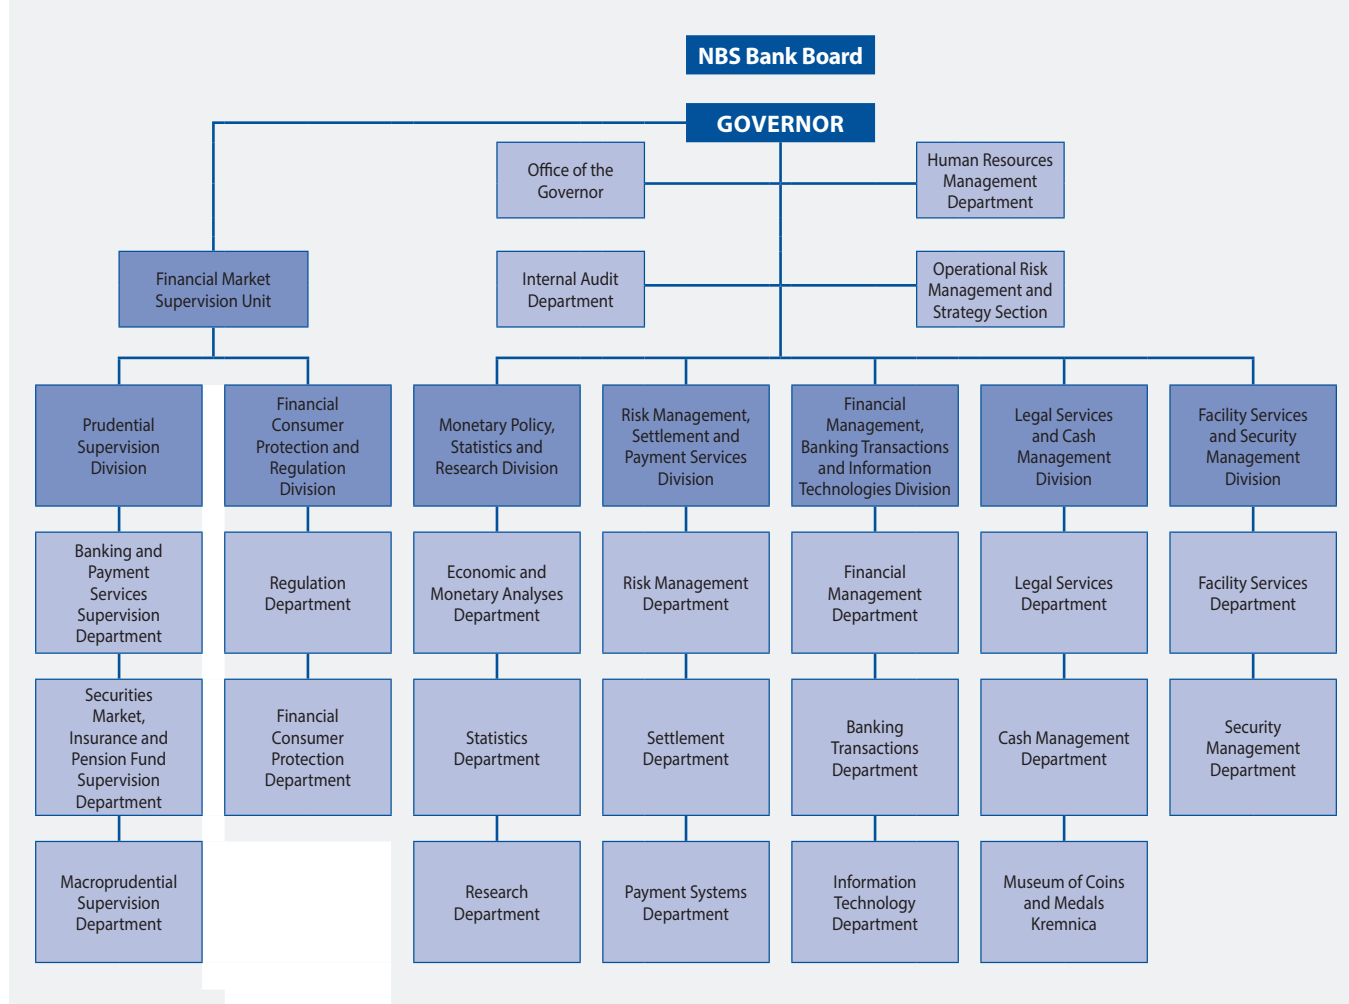 NBS Bank Board
GOVERNOR
Office of the
Governor
Human Resources
Management
Department
Financial Market
Supervision Unit
Internal Audit
Department
Operational Risk
Management and
Strategy Section
Prudential
Supervision
Division
Financial
Consumer
Protection and
Regulation
Division
Monetary Policy,
Statistics and
Research Division
Risk Management,
Settlement and
Payment Services
Division
Financial
Management,
Banking Transactions
and Information
Technologies Division
Legal Services
and Cash
Management
Division
Facility Services
and Security
Management
Division
Banking and
Payment
Services
Supervision
Department
Regulation
Department
Economic and
Monetary Analyses
Department
Risk Management
Department
Financial
Management
Department
Legal Services
Department
Facility Services
Department
Securities
Market,
Insurance and
Pension Fund
Supervision
Department
Financial
Consumer
Protection
Department
Statistics
Department
Settlement
Department
Banking
Transactions
Department
Cash Management
Department
Security
Management
Department
Macroprudential
Supervision
Department
Research
Department
Payment Systems
Department
Information
Technology
Department
Museum of Coins
and Medals
Kremnica